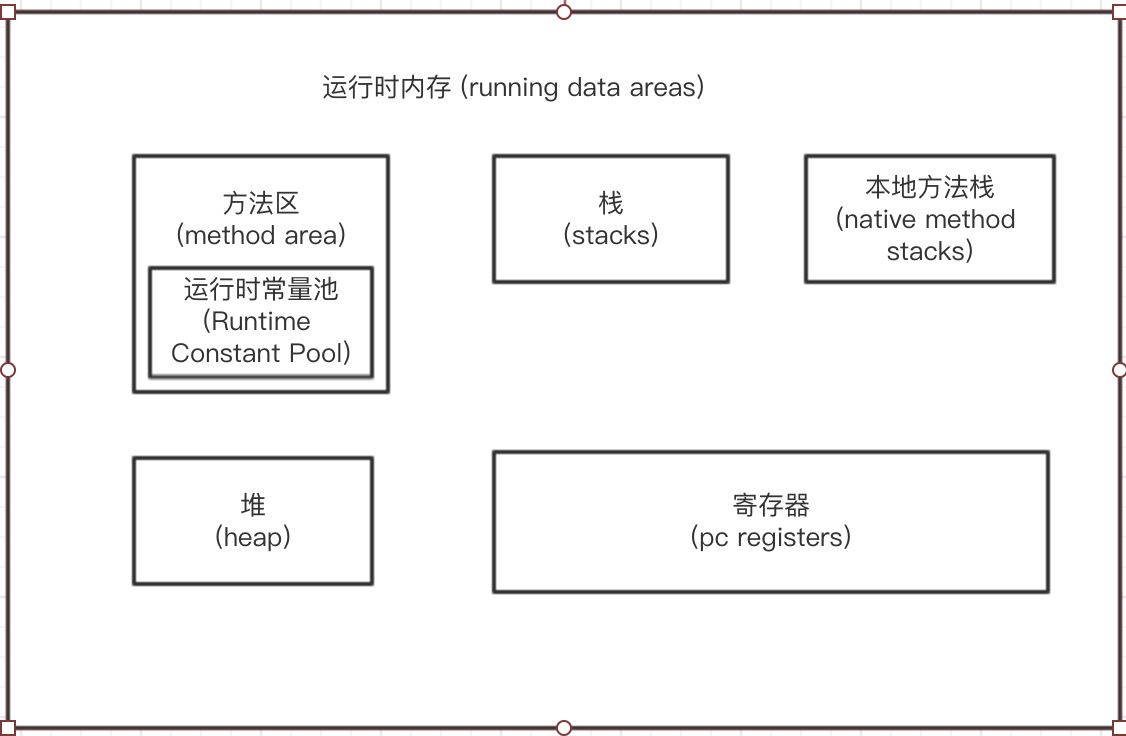 运行时内存 (running data areas)
方法区
(method area)
运行时常量池
(Runtime
Constant Pool)
栈
(stacks)
本地方法栈
(native method
stacks)
堆
(heap)
寄存器
(pc registers)